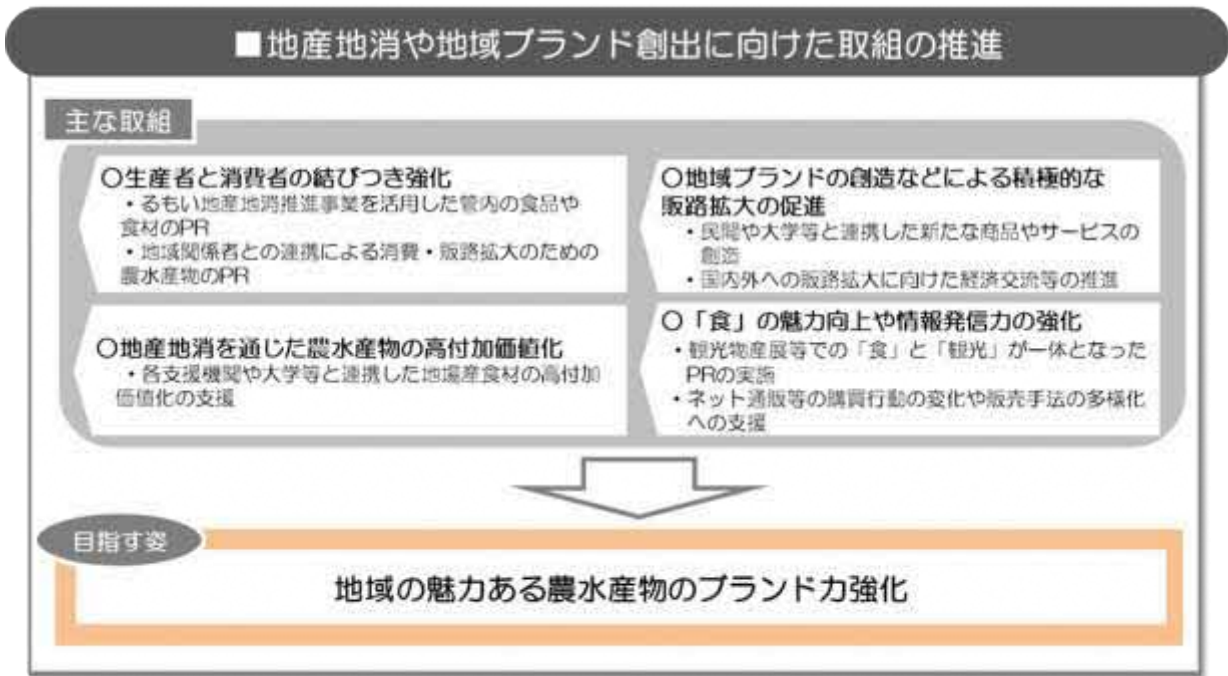 ■地産地消や地域ブランド創出に向けた取組の推進
主な取組
〇生産者と消費者の結びつき強化
・るもい地産地消推進事業を活用した管内の食品や
食材のPR
・地域関係者との連携による消費・販路拡大のための
農水産物のPR
〇地産地消を通じた農水産物の高付加価値化
・各支援機関や大学等と連携した地場産食材の高付加
価値化の支援
〇地域ブランドの創造などによる積極的な
販路拡大の促進
・民間や大学等と連携した新たな商品やサービスの
創造
・国内外への販路拡大に向けた経済交流等の推進
〇「食」の魅力向上や情報発信力の強化
・観光物産展等での「食」と「観光」が一体となった
PRの実施
・ネット通販等の購買行動の変化や販売手法の多様化
への支援
目指す姿
地域の魅力ある農水産物のブランド力強化